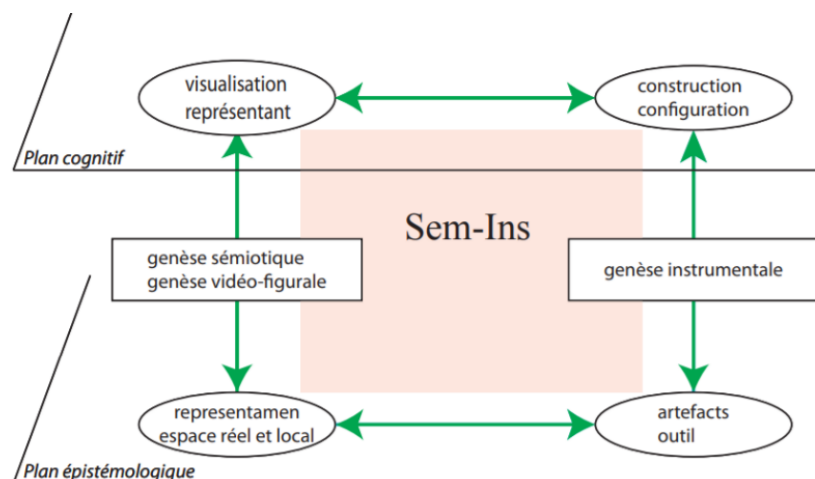 visualisation
représentant
construction
configuration
Plan cognitif
Sem-Ins
genèse sémiotique
genèse vidéo-figurale
genèse instrumentale
representamen
espace réel et local
artefacts
outil
Plan épistémologique